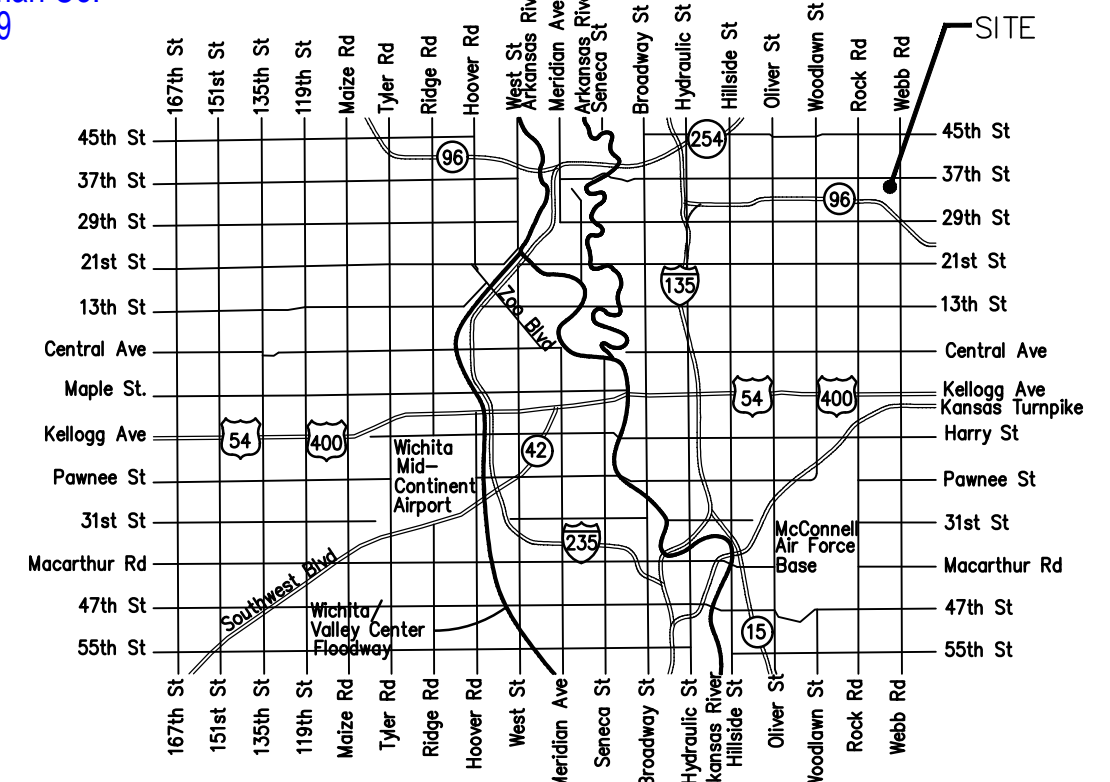 9
SITE
167th St
151st St
135th St
119th St
Maize Rd
Tyler Rd
Ridge Rd
Hoover Rd
West St
Arkansas Riv
Meridian Ave
Arkansas Riv
Seneca St
Broadway St
Hydraulic St
Hillside St
Oliver St
Woodlawn St
Rock Rd
Webb Rd
45th St
254
45th St
96
37th St
37th St
96
29th St
29th St
21st St
21st St
135
13th St
Zoo Blvd
13th St
Central Ave
Central Ave
Maple St.
54
400
Kellogg Ave
Kansas Turnpike
Kellogg Ave
54
400
Harry St
Wichita
Mid-
Continent
Airport
42
Pawnee St
Pawnee St
31st St
31st St
235
McConnell
Air Force
Base
Macarthur Rd
Macarthur Rd
Southwest Blvd
47th St
Wichita/
Valley Center
Floodway
47th St
15
55th St
55th St
167th St
151st St
135th St
119th St
Maize Rd
Tyler Rd
Ridge Rd
Hoover Rd
West St
Meridian Ave
Seneca St
Broadway St
Hydraulic St
kansas River
Hillside St
Oliver St
Woodlawn St
Rock Rd
Webb Rd